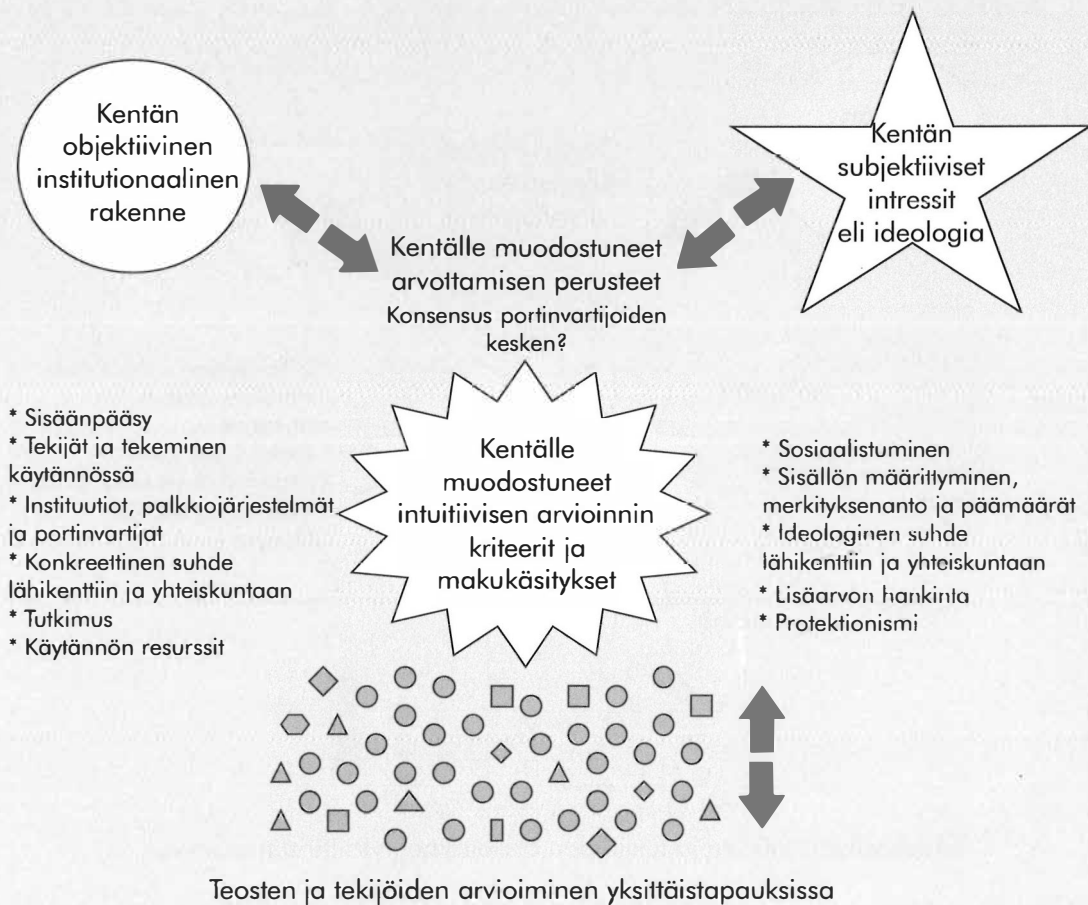 Kentän
objektiivinen
institutionaalinen
rakenne
Kentän
subjektiiviset
intressit
eli ideologia
Kentälle muodostuneet
arvottamisen perusteet
Konsensus portinvartijoiden
kesken?
* Sisäänpääsy
* Tekijät ja tekeminen
käytännössä
* Instituutiot, palkkiojärjestelmät
ja portinvartijat
* Konkreettinen suhde
lähikenttiin ja yhteiskuntaan
* Tutkimus
* Käytännön resurssit
Kentälle
muodostuneet
intuitiivisen arvioinnin
kriteerit ja
makukäsitykset
* Sosiaalistuminen
* Sisällön määrittyminen,
merkityksenanto ja päämäärät
* Ideologinen suhde
lähikenttiin ja yhteiskuntaan
* Lisäarvon hankinta
* Protektionismi
Teosten ja tekijöiden arvioiminen yksittäistapauksissa